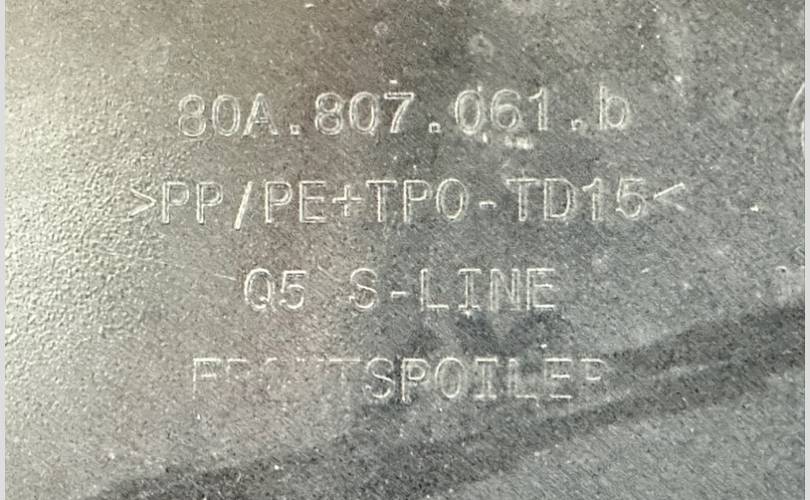 80A.807.061.b
>PP/PE+TPO-TD15<
Q5 S-LINE
FRONTSPOILER